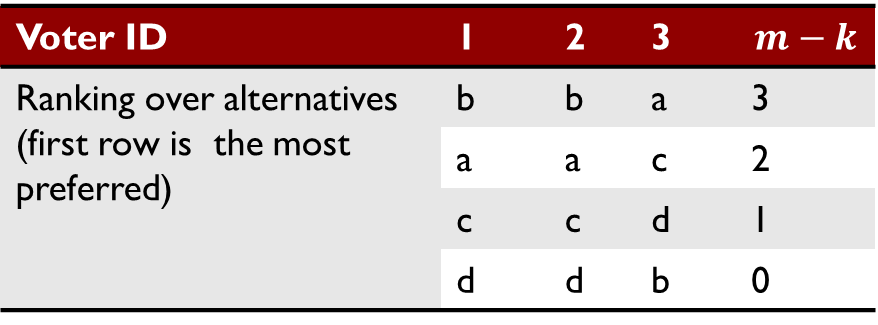 Voter ID 1 2 3 m − k
Ranking over alternatives b b a 3
(first row is the most a a c 2
preferred)
c c d 1
d d b 0